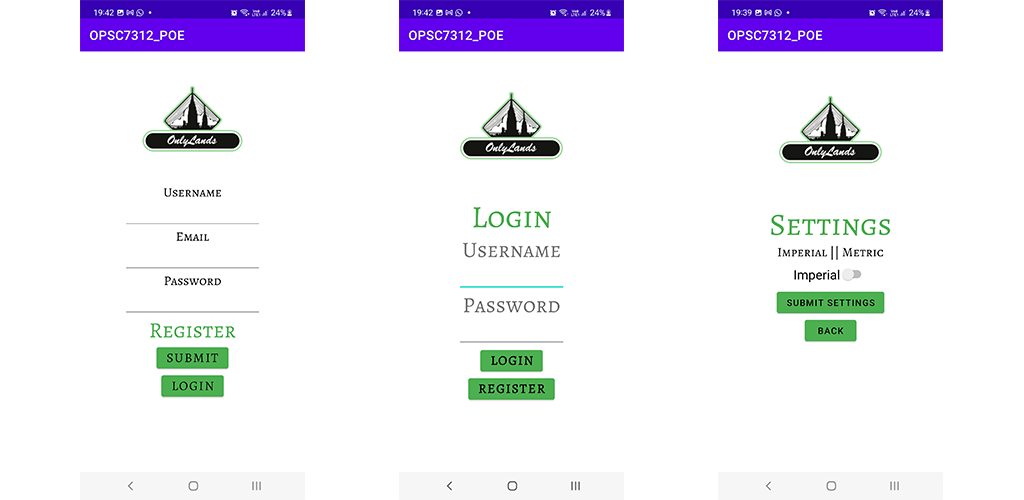 19:42
24%
OPSC7312_POE
OnlyLands
Username
Email
Password
Register
SUBMIT
LOGIN
19:42
24%
OPSC7312_POE
OnlyLands
Login
Username
Password
LOGIN
REGISTER
19:39
24%
OPSC7312_POE
OnlyLands
Settings
Imperial || Metric
Imperial
SUBMIT SETTINGS
BACK